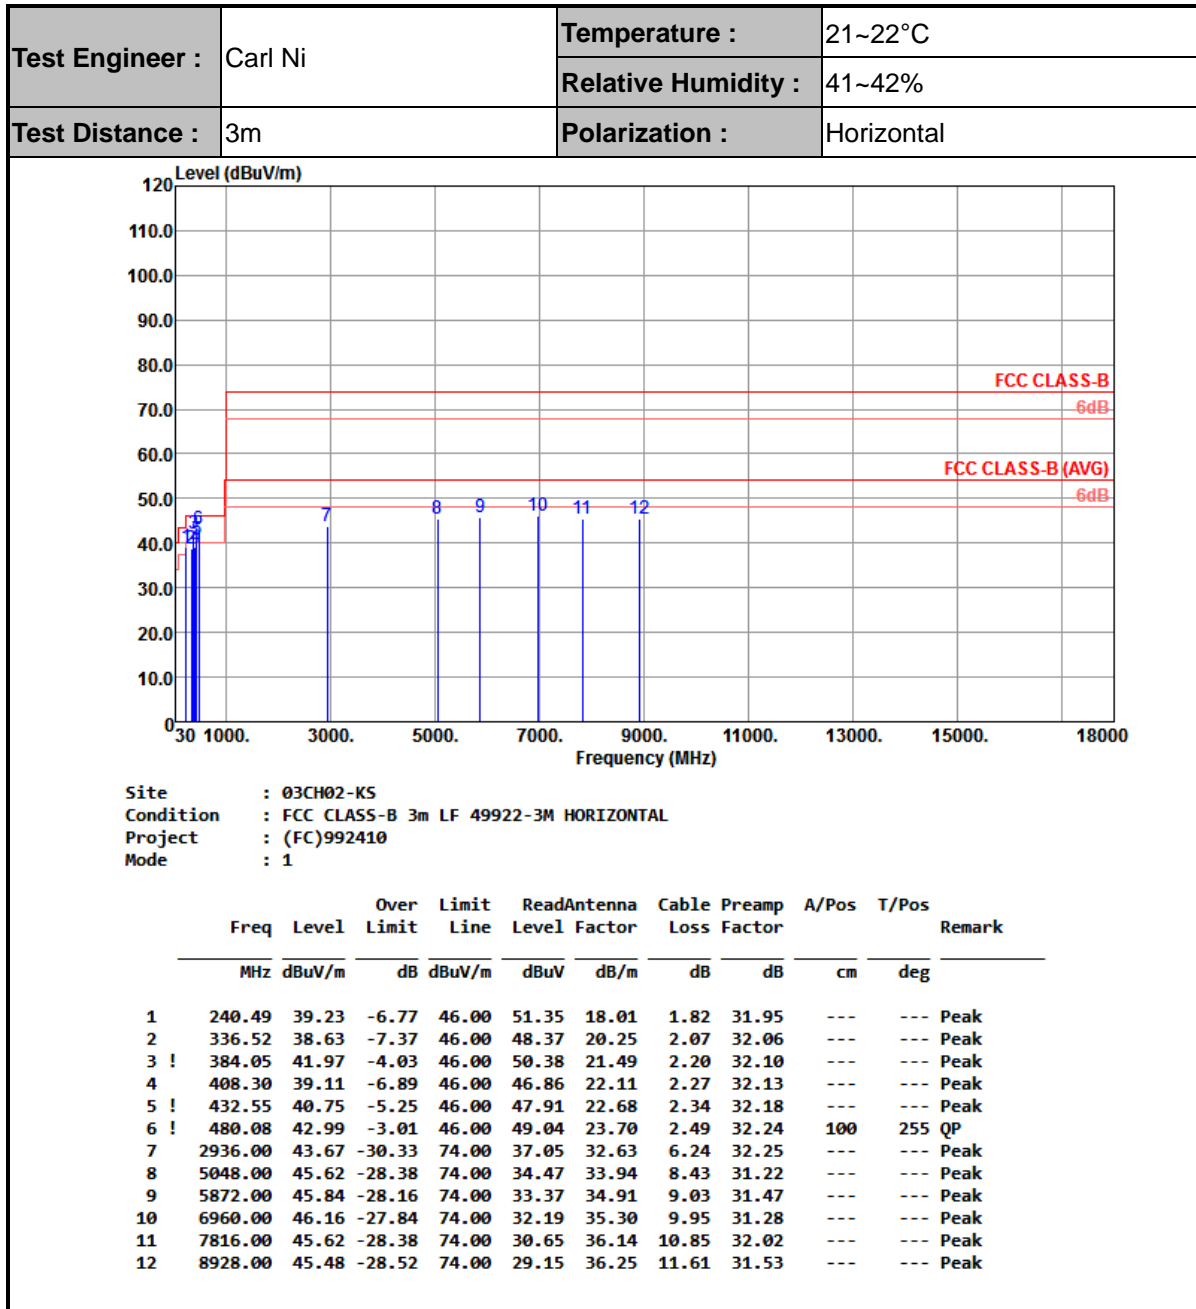 Test Engineer : Carl Ni Temperature : 21~22°C
Relative Humidity : 41~42%
Test Distance : 3m Polarization : Horizontal
Level (dBuV/m)
120
110.0
100.0
90.0
80.0
FCC CLASS-B
70.0
-6dB
60.0
FCC CLASS-B (AVG)
50.0
-6dB
6
7 8 9 10 11 12
40.0
30.0
20.0
10.0
0
30 1000. 3000. 5000. 7000. 9000. 11000. 13000. 15000. 18000
Frequency (MHz)
Site : 03CH02-KS
Condition : FCC CLASS-B 3m LF 49922-3M HORIZONTAL
Project : (FC)992410
Mode : 1
Over Limit ReadAntenna Cable Preamp A/Pos T/Pos
Freq Level Limit Line Level Factor Loss Factor Remark
MHz dBuV/m dB dBuV/m dBuV dB/m dB dB cm deg
1 240.49 39.23 -6.77 46.00 51.35 18.01 1.82 31.95 --- --- Peak
2 336.52 38.63 -7.37 46.00 48.37 20.25 2.07 32.06 --- --- Peak
3 ! 384.05 41.97 -4.03 46.00 50.38 21.49 2.20 32.10 --- --- Peak
4 408.30 39.11 -6.89 46.00 46.86 22.11 2.27 32.13 --- --- Peak
5 ! 432.55 40.75 -5.25 46.00 47.91 22.68 2.34 32.18 --- --- Peak
6 ! 480.08 42.99 -3.01 46.00 49.04 23.70 2.49 32.24 100 255 QP
7 2936.00 43.67 -30.33 74.00 37.05 32.63 6.24 32.25 --- --- Peak
8 5048.00 45.62 -28.38 74.00 34.47 33.94 8.43 31.22 --- --- Peak
9 5872.00 45.84 -28.16 74.00 33.37 34.91 9.03 31.47 --- --- Peak
10 6960.00 46.16 -27.84 74.00 32.19 35.30 9.95 31.28 --- --- Peak
11 7816.00 45.62 -28.38 74.00 30.65 36.14 10.85 32.02 --- --- Peak
12 8928.00 45.48 -28.52 74.00 29.15 36.25 11.61 31.53 --- --- Peak